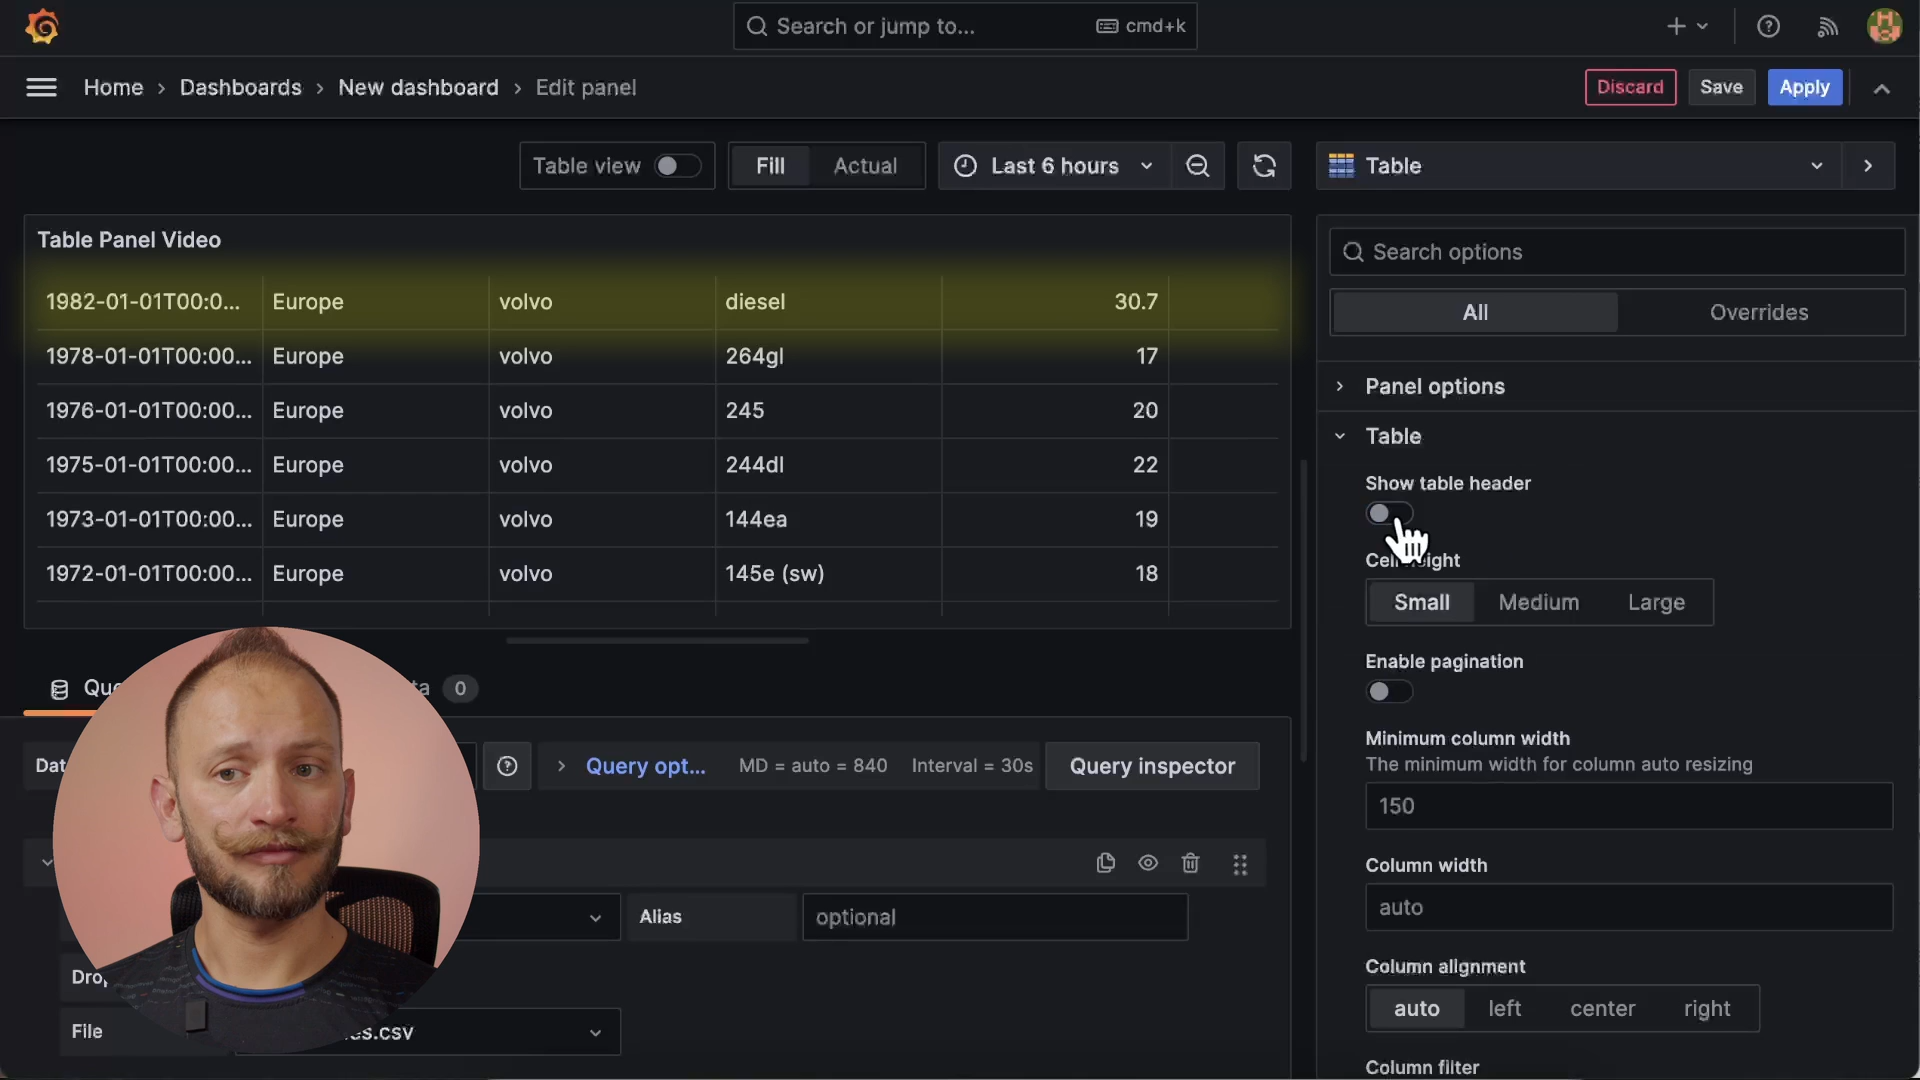 Search or jump to... cmd+k
Home › Dashboards › New dashboard › Edit panel
Discard Save Apply
Table view Fill Actual Last 6 hours Table
Table Panel Video
1982-01-01T00:0... Europe volvo diesel 30.7
1978-01-01T00:00... Europe volvo 264gl 17
1976-01-01T00:00... Europe volvo 245 20
1975-01-01T00:00... Europe volvo 244dl 22
1973-01-01T00:00... Europe volvo 144ea 19
1972-01-01T00:00... Europe volvo 145e (sw) 18
0
Query opt... MD = auto = 840 Interval = 30s Query inspector
Alias optional
File
Search options
All Overrides
Panel options
Table
Show table header
Small Medium Large
Enable pagination
Minimum column width
The minimum width for column auto resizing
150
Column width
auto
Column alignment
auto left center right
Column filter